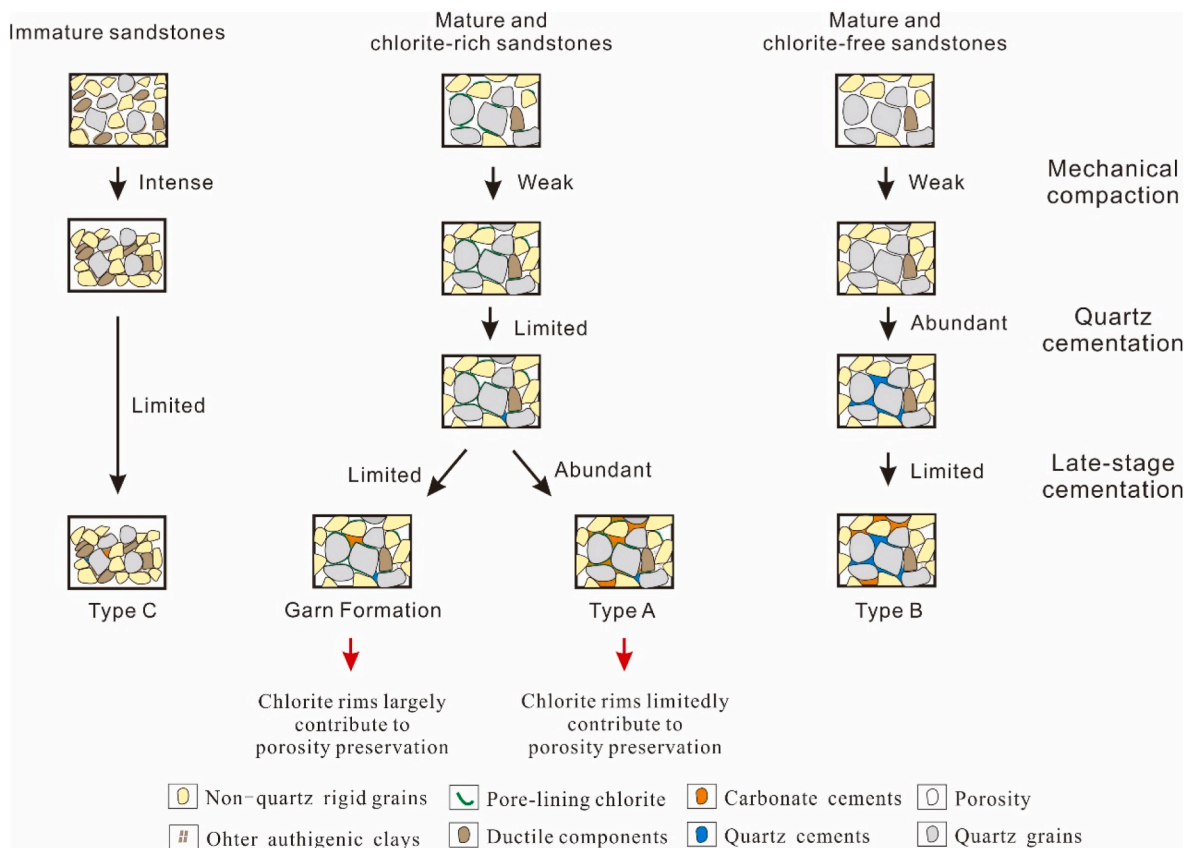 Immature sandstones
Mature and
chlorite-rich sandstones
Mature and
chlorite-free sandstones
Intense
Weak
Weak
Mechanical
compaction
Limited
Limited
Abundant
Quartz
cementation
Limited
Abundant
Limited
Late-stage
cementation
Type C
Garn Formation
Type A
Type B
Chlorite rims largely
contribute to
porosity preservation
Chlorite rims limitedly
contribute to
porosity preservation
Non-quartz rigid grains
Pore-lining chlorite
Carbonate cements
Porosity
Ohter authigenic clays
Ductile components
Quartz cements
Quartz grains